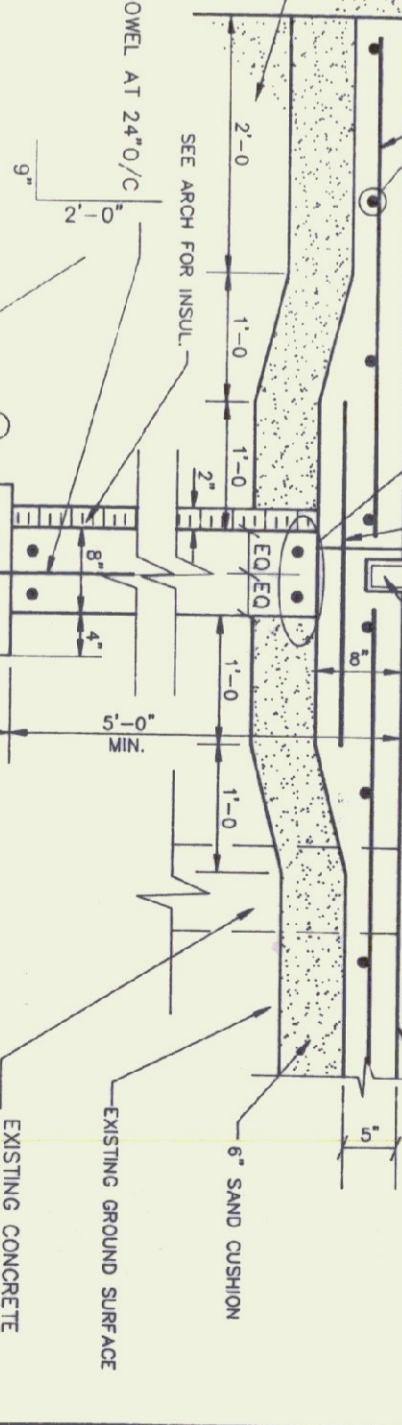 OWEL AT 24"O/C
9"
2'-0"
SEE ARCH FOR INSUL.
2'-0
1'-0
1'-0
2"
8"
4"
EQ
EQ
8"
5'-0"
MIN.
1'-0
1'-0
5"
6" SAND CUSHION
EXISTING GROUND SURFACE
EXISTING CONCRETE